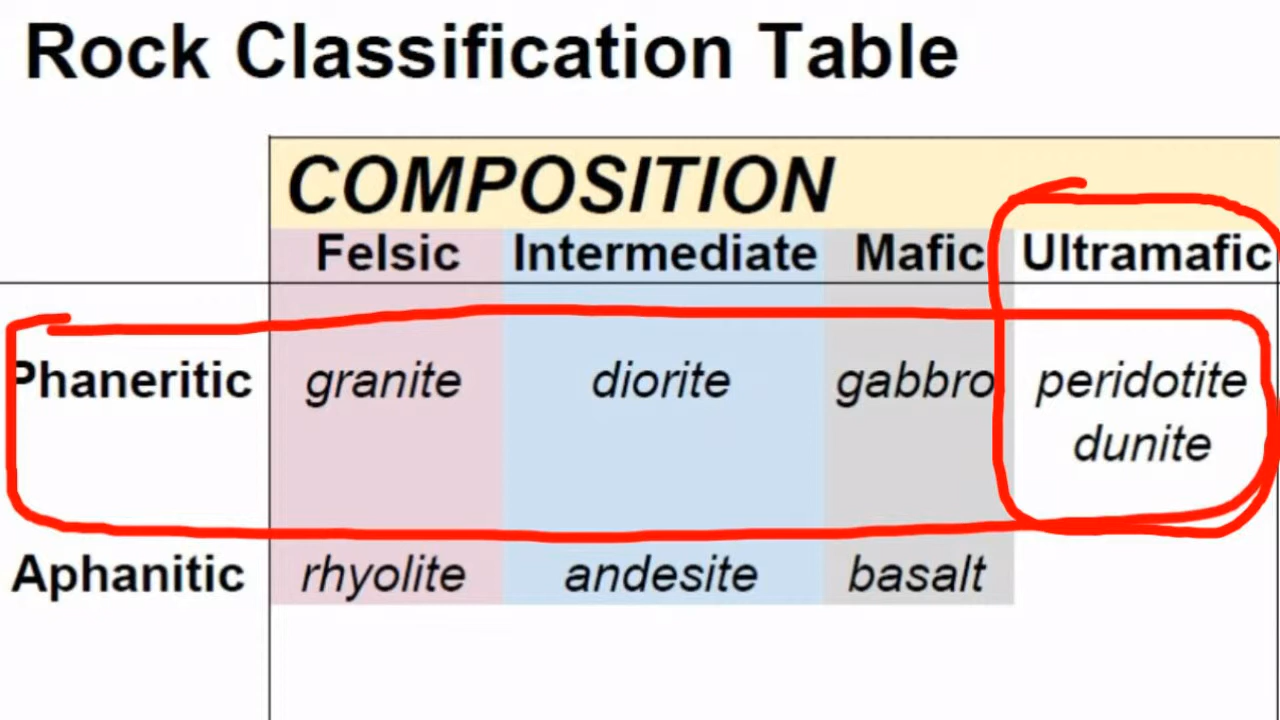 Rock Classification Table
COMPOSITION
Felsic Intermediate Mafic Ultramafic
Phaneritic granite diorite gabbro peridotite
dunite
Aphanitic rhyolite andesite basalt